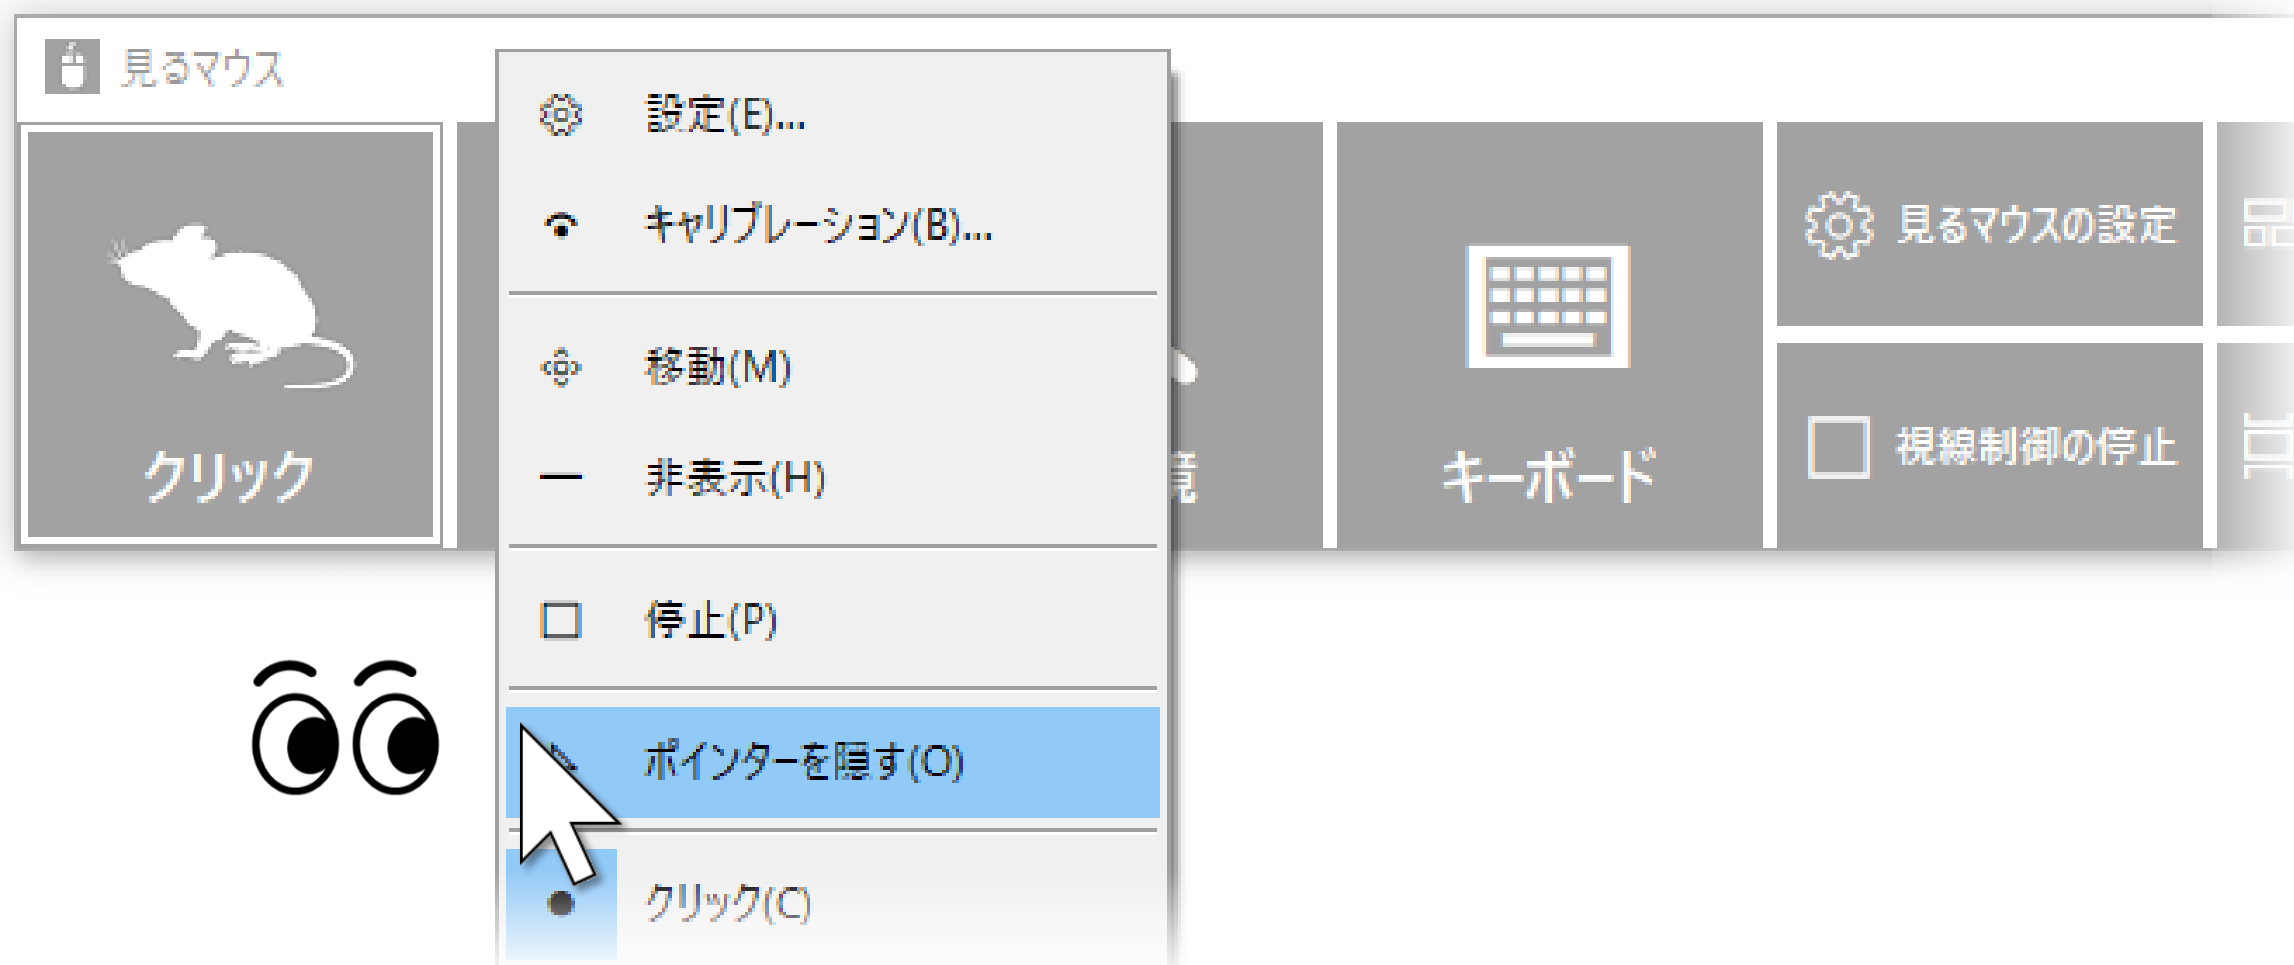 見るマウス
設定(E)...
キャリブレーション(B)...
移動(M)
非表示(H)
停止(P)
ポインターを隠す(O)
クリック(C)
クリック
鏡
キーボード
見るマウスの設定
視線制御の停止